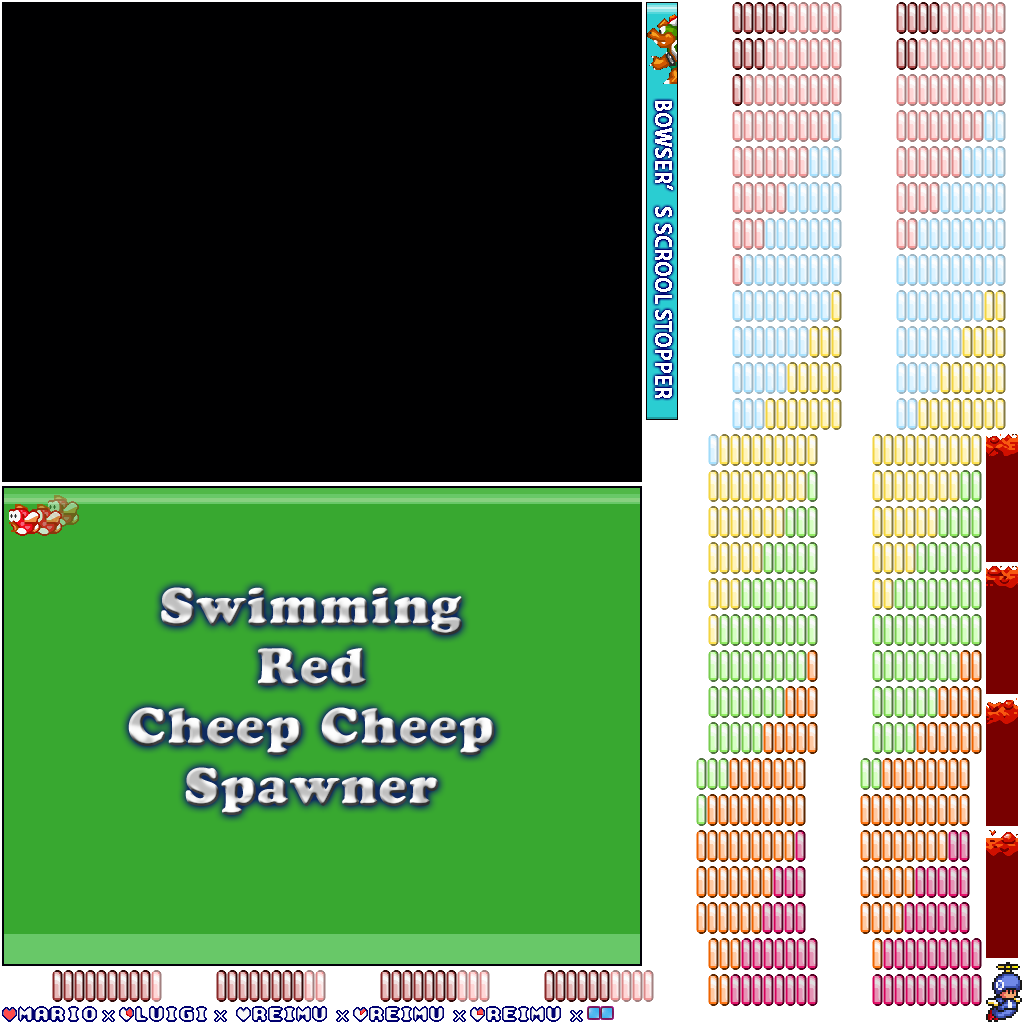 BOWSER’ S SCROOL STOPPER
Swimming
Red
Cheep Cheep
Spawner
MARIO × LUIGI × REIMU × REIMU × REIMU ×